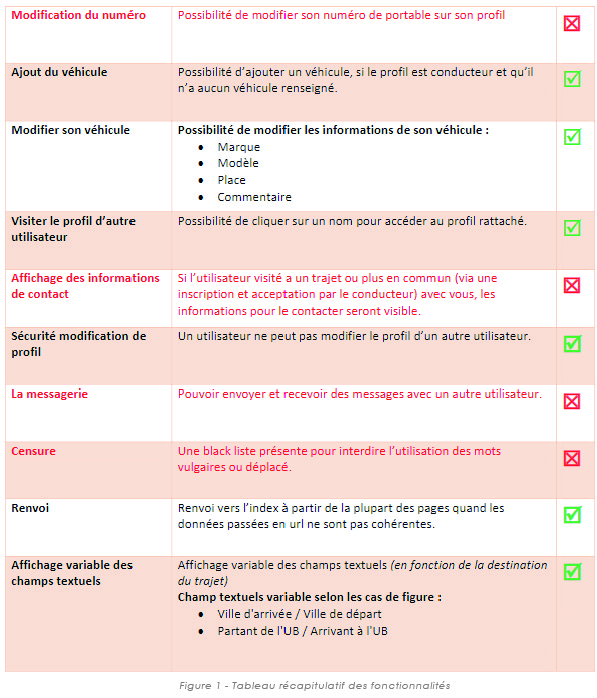 Modification du numéro
Possibilité de modifier son numéro de portable sur son profil
Ajout du véhicule
Possibilité d'ajouter un véhicule, si le profil est conducteur et qu'il
n'a aucun véhicule renseigné.
Modifier son véhicule
Possibilité de modifier les informations de son véhicule :
• Marque
• Modèle
• Place
• Commentaire
Visiter le profil d'autre
utilisateur
Possibilité de cliquer sur un nom pour accéder au profil rattaché.
Affichage des informations
de contact
Si l'utilisateur visité a un trajet ou plus en commun (via une
inscription et acceptation par le conducteur) avec vous, les
informations pour le contacter seront visible.
Sécurité modification de
profil
Un utilisateur ne peut pas modifier le profil d'un autre utilisateur.
La messagerie
Pouvoir envoyer et recevoir des messages avec un autre utilisateur.
Censure
Une black liste présente pour interdire l'utilisation des mots
vulgaires ou déplacé.
Renvoi
Renvoi vers l'index à partir de la plupart des pages quand les
données passées en url ne sont pas cohérentes.
Affichage variable des
champs textuels
Affichage variable des champs textuels (en fonction de la destination
du trajet)
Champ textuels variable selon les cas de figure :
• Ville d'arrivée / Ville de départ
• Partant de l'UB / Arrivant à l'UB
Figure 1 - Tableau récapitulatif des fonctionnalités